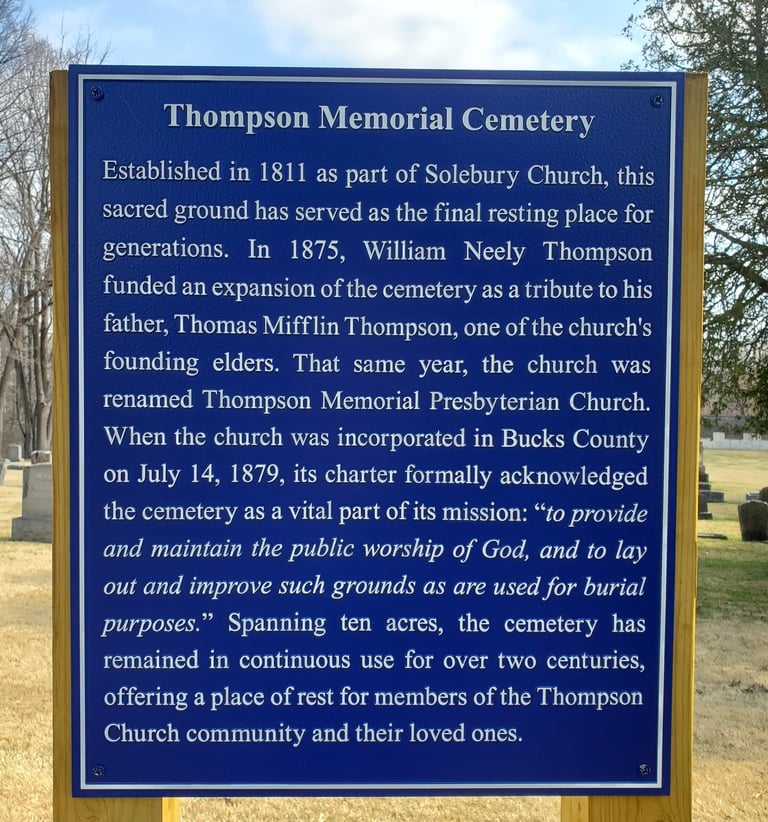 Thompson Memorial Cemetery
Established in 1811 as part of Solebury Church, this
sacred ground has served as the final resting place for
generations. In 1875, William Neely Thompson
funded an expansion of the cemetery as a tribute to his
father, Thomas Mifflin Thompson, one of the church's
founding elders. That same year, the church was
renamed Thompson Memorial Presbyterian Church.
When the church was incorporated in Bucks County
on July 14, 1879, its charter formally acknowledged
the cemetery as a vital part of its mission: “to provide
and maintain the public worship of God, and to lay
out and improve such grounds as are used for burial
purposes.” Spanning ten acres, the cemetery has
remained in continuous use for over two centuries,
offering a place of rest for members of the Thompson
Church community and their loved ones.